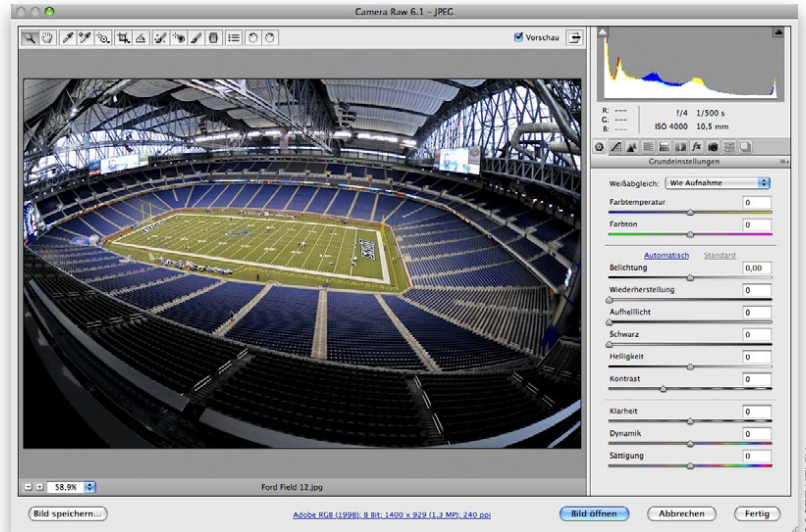 Camera Raw 6.1 – JPEG
Vorschau
R: ---
G: ---
B: ---
f/4 1/500 s
ISO 4000 10,5 mm
fx
Grundeinstellungen
Weißabgleich: Wie Aufnahme
Farbtemperatur 0
Farbton 0
Automatisch Standard
Belichtung 0,00
Wiederherstellung 0
Aufhelllicht 0
Schwarz 0
Helligkeit 0
Kontrast 0
Klarheit 0
Dynamik 0
Sättigung 0
58,9%
Ford Field 12.jpg
Bild speichern...
Adobe RGB (1998); 8 Bit; 1400 x 929 (1,3 MP); 240 ppi
Bild öffnen
Abbrechen
Fertig